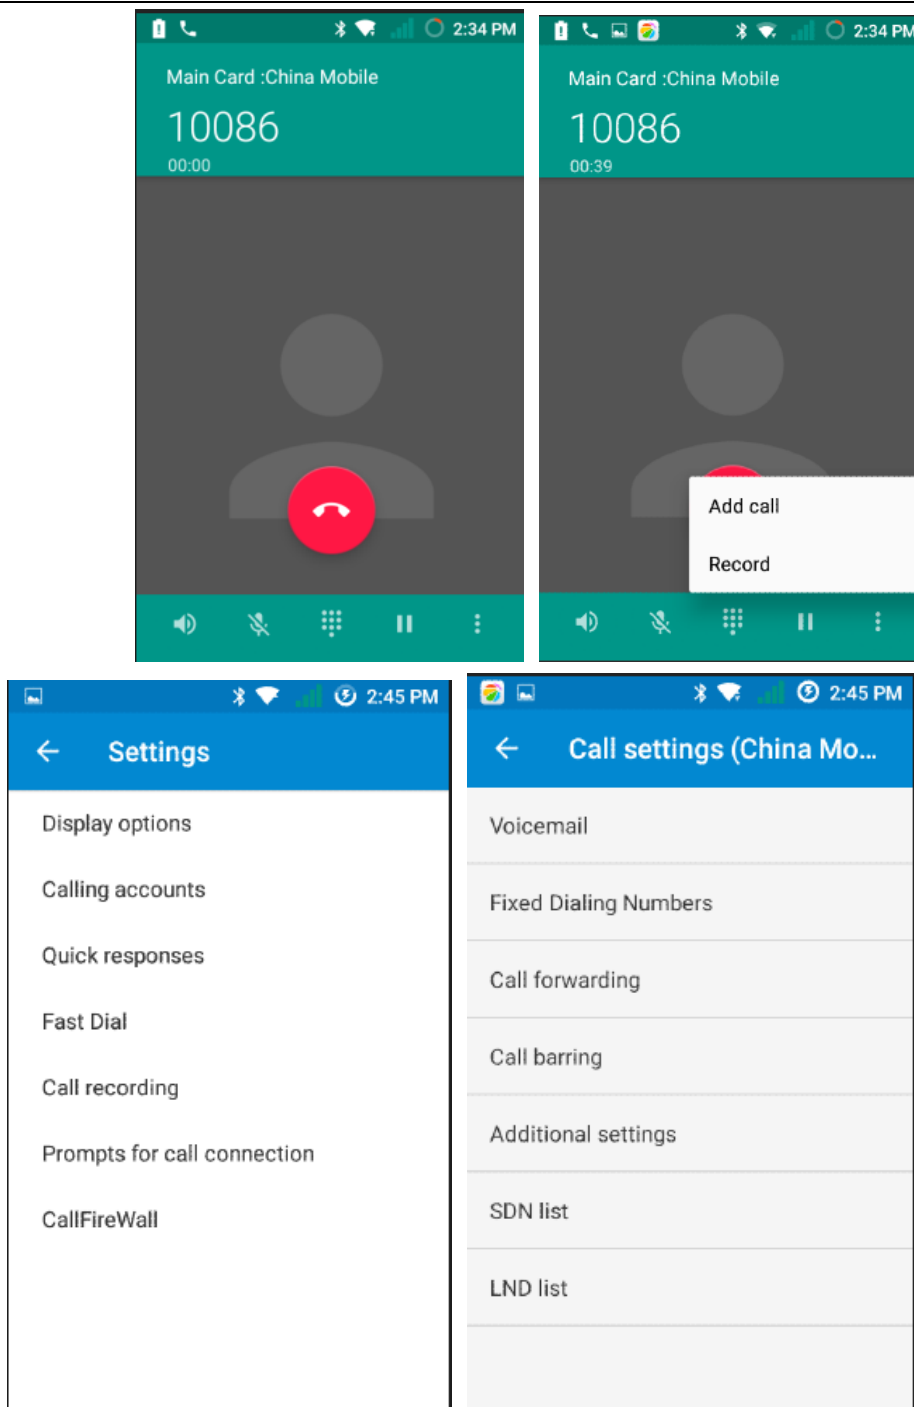 2:34 PM
Main Card :China Mobile
10086
00:00
2:34 PM
Main Card :China Mobile
10086
00:39
Add call
Record
2:45 PM
Settings
Display options
Calling accounts
Quick responses
Fast Dial
Call recording
Prompts for call connection
CallFireWall
2:45 PM
Call settings (China Mo...
Voicemail
Fixed Dialing Numbers
Call forwarding
Call barring
Additional settings
SDN list
LND list